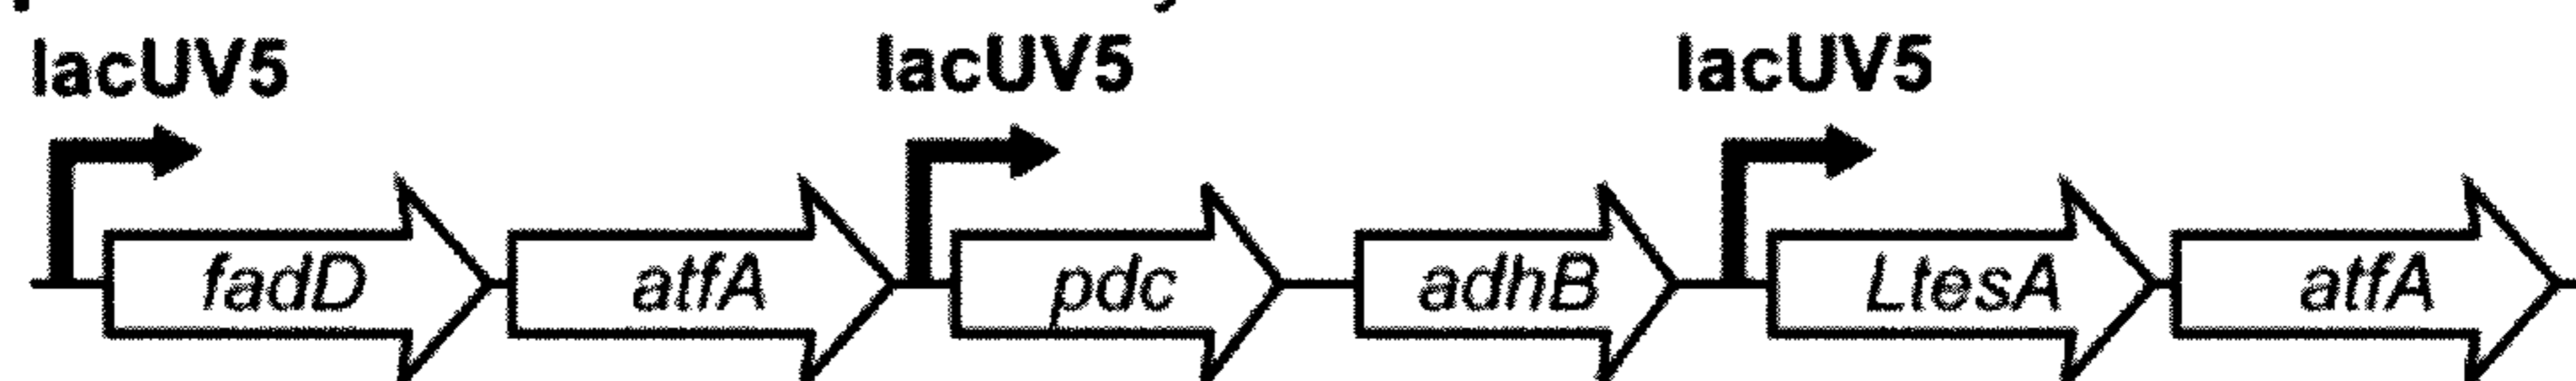 lacUV5 lacUV5 lacUV5
fadD atfA pdc adhB LtesA atfA